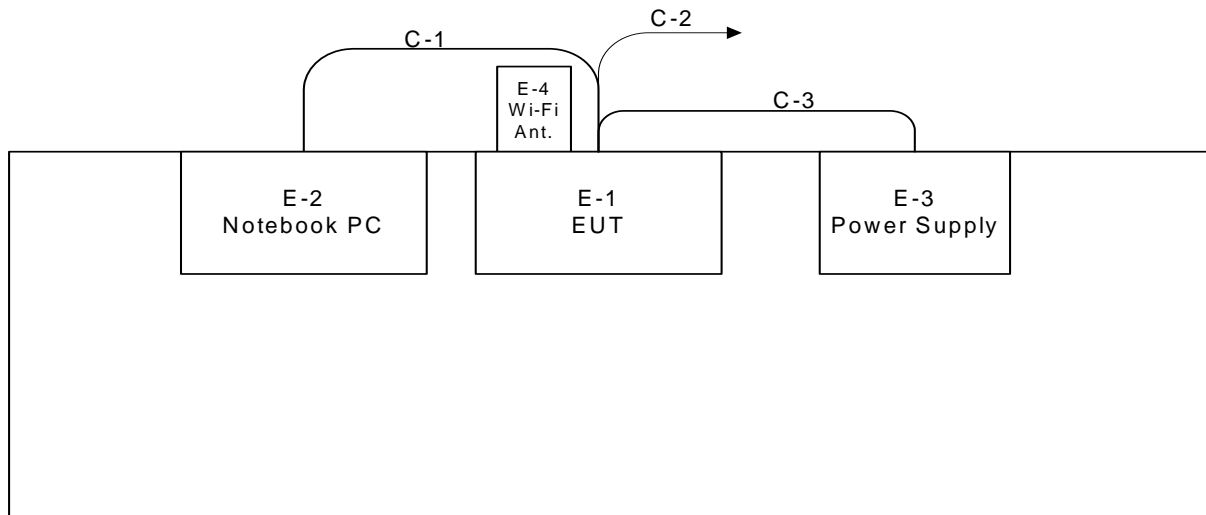 C-2
C-1
E-4
Wi-Fi
Ant.
C-3
E-2
Notebook PC
E-1
EUT
E-3
Power Supply